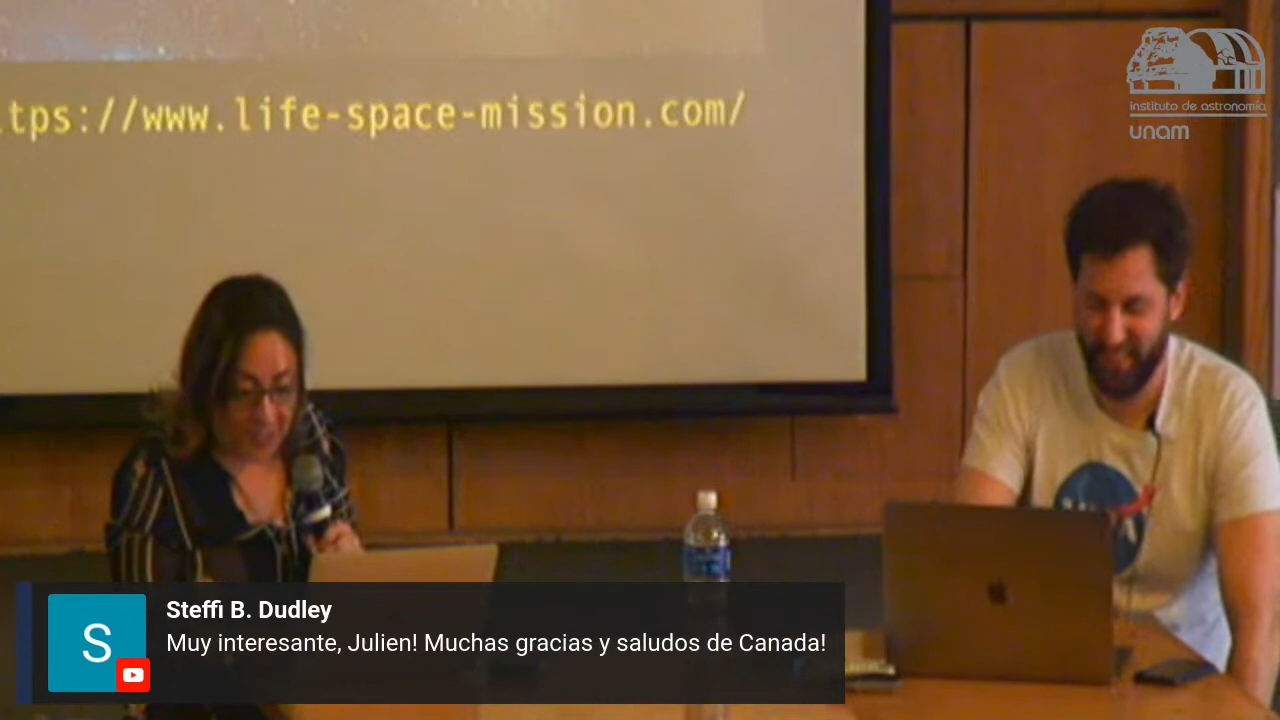 tps://www.life-space-mission.com/
instituto de astronomía
unam
S
Steffi B. Dudley
Muy interesante, Julien! Muchas gracias y saludos de Canada!